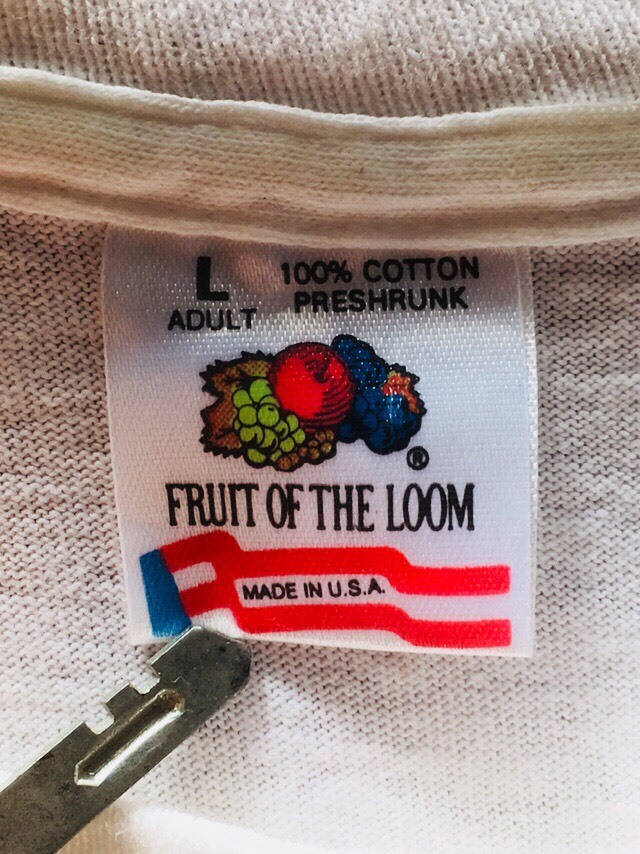 L
ADULT
100% COTTON
PRESHRUNK
®
FRUIT OF THE LOOM
MADE IN U.S.A.